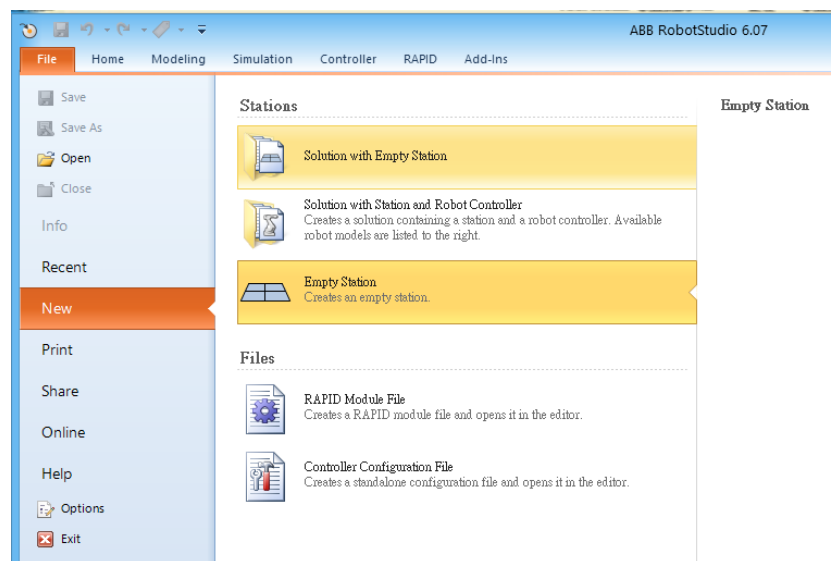 ABB RobotStudio 6.07
File Home Modeling Simulation Controller RAPID Add-Ins
Save
Save As
Open
Close
Info
Recent
New
Print
Share
Online
Help
Options
Exit
Stations
Solution with Empty Station
Solution with Station and Robot Controller
Creates a solution containing a station and a robot controller. Available
robot models are listed to the right.
Empty Station
Creates an empty station.
Files
RAPID Module File
Creates a RAPID module file and opens it in the editor.
Controller Configuration File
Creates a standalone configuration file and opens it in the editor.
Empty Station